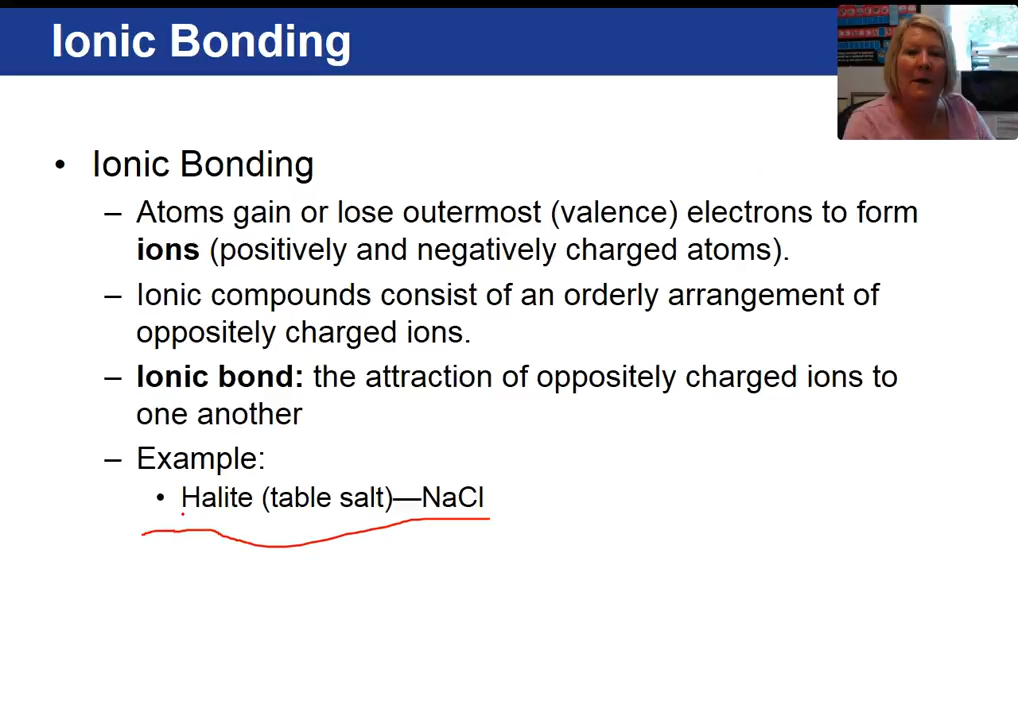 Ionic Bonding
• Ionic Bonding
– Atoms gain or lose outermost (valence) electrons to form
ions (positively and negatively charged atoms).
– Ionic compounds consist of an orderly arrangement of
oppositely charged ions.
– Ionic bond: the attraction of oppositely charged ions to
one another
– Example:
• Halite (table salt)—NaCl